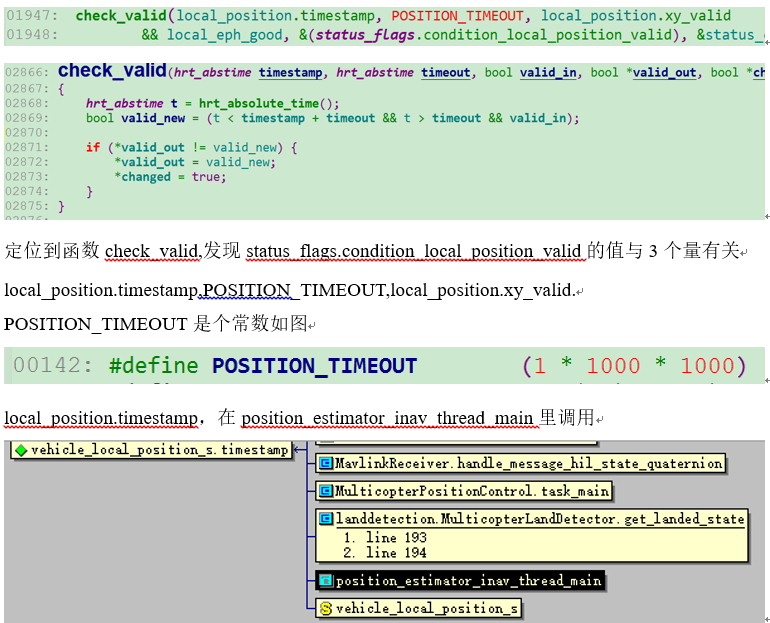 01947: check_valid(local_position.timestamp, POSITION_TIMEOUT, local_position.xy_valid
01948: && local_eph_good, &(status_flags.condition_local_position_valid), &status_
02866: check_valid(hrt_abstime timestamp, hrt_abstime timeout, bool valid_in, bool *valid_out, bool *ch
02867: {
02868: hrt_abstime t = hrt_absolute_time();
02869: bool valid_new = (t < timestamp + timeout && t > timeout && valid_in);
02870:
02871: if (*valid_out != valid_new) {
02872: *valid_out = valid_new;
02873: *changed = true;
02874: }
02875: }
定位到函数 check_valid,发现 status_flags.condition_local_position_valid 的值与 3 个量有关
local_position.timestamp,POSITION_TIMEOUT,local_position.xy_valid.
POSITION_TIMEOUT 是个常数如图
00142: #define POSITION_TIMEOUT (1 * 1000 * 1000)
local_position.timestamp，在 position_estimator_inav_thread_main 里调用
vehicle_local_position_s.timestamp
MavlinkReceiver.handle_message_hil_state_quaternion
MulticopterPositionControl.task_main
landdetection.MulticopterLandDetector.get_landed_state
1. line 193
2. line 194
position_estimator_inav_thread_main
vehicle_local_position_s